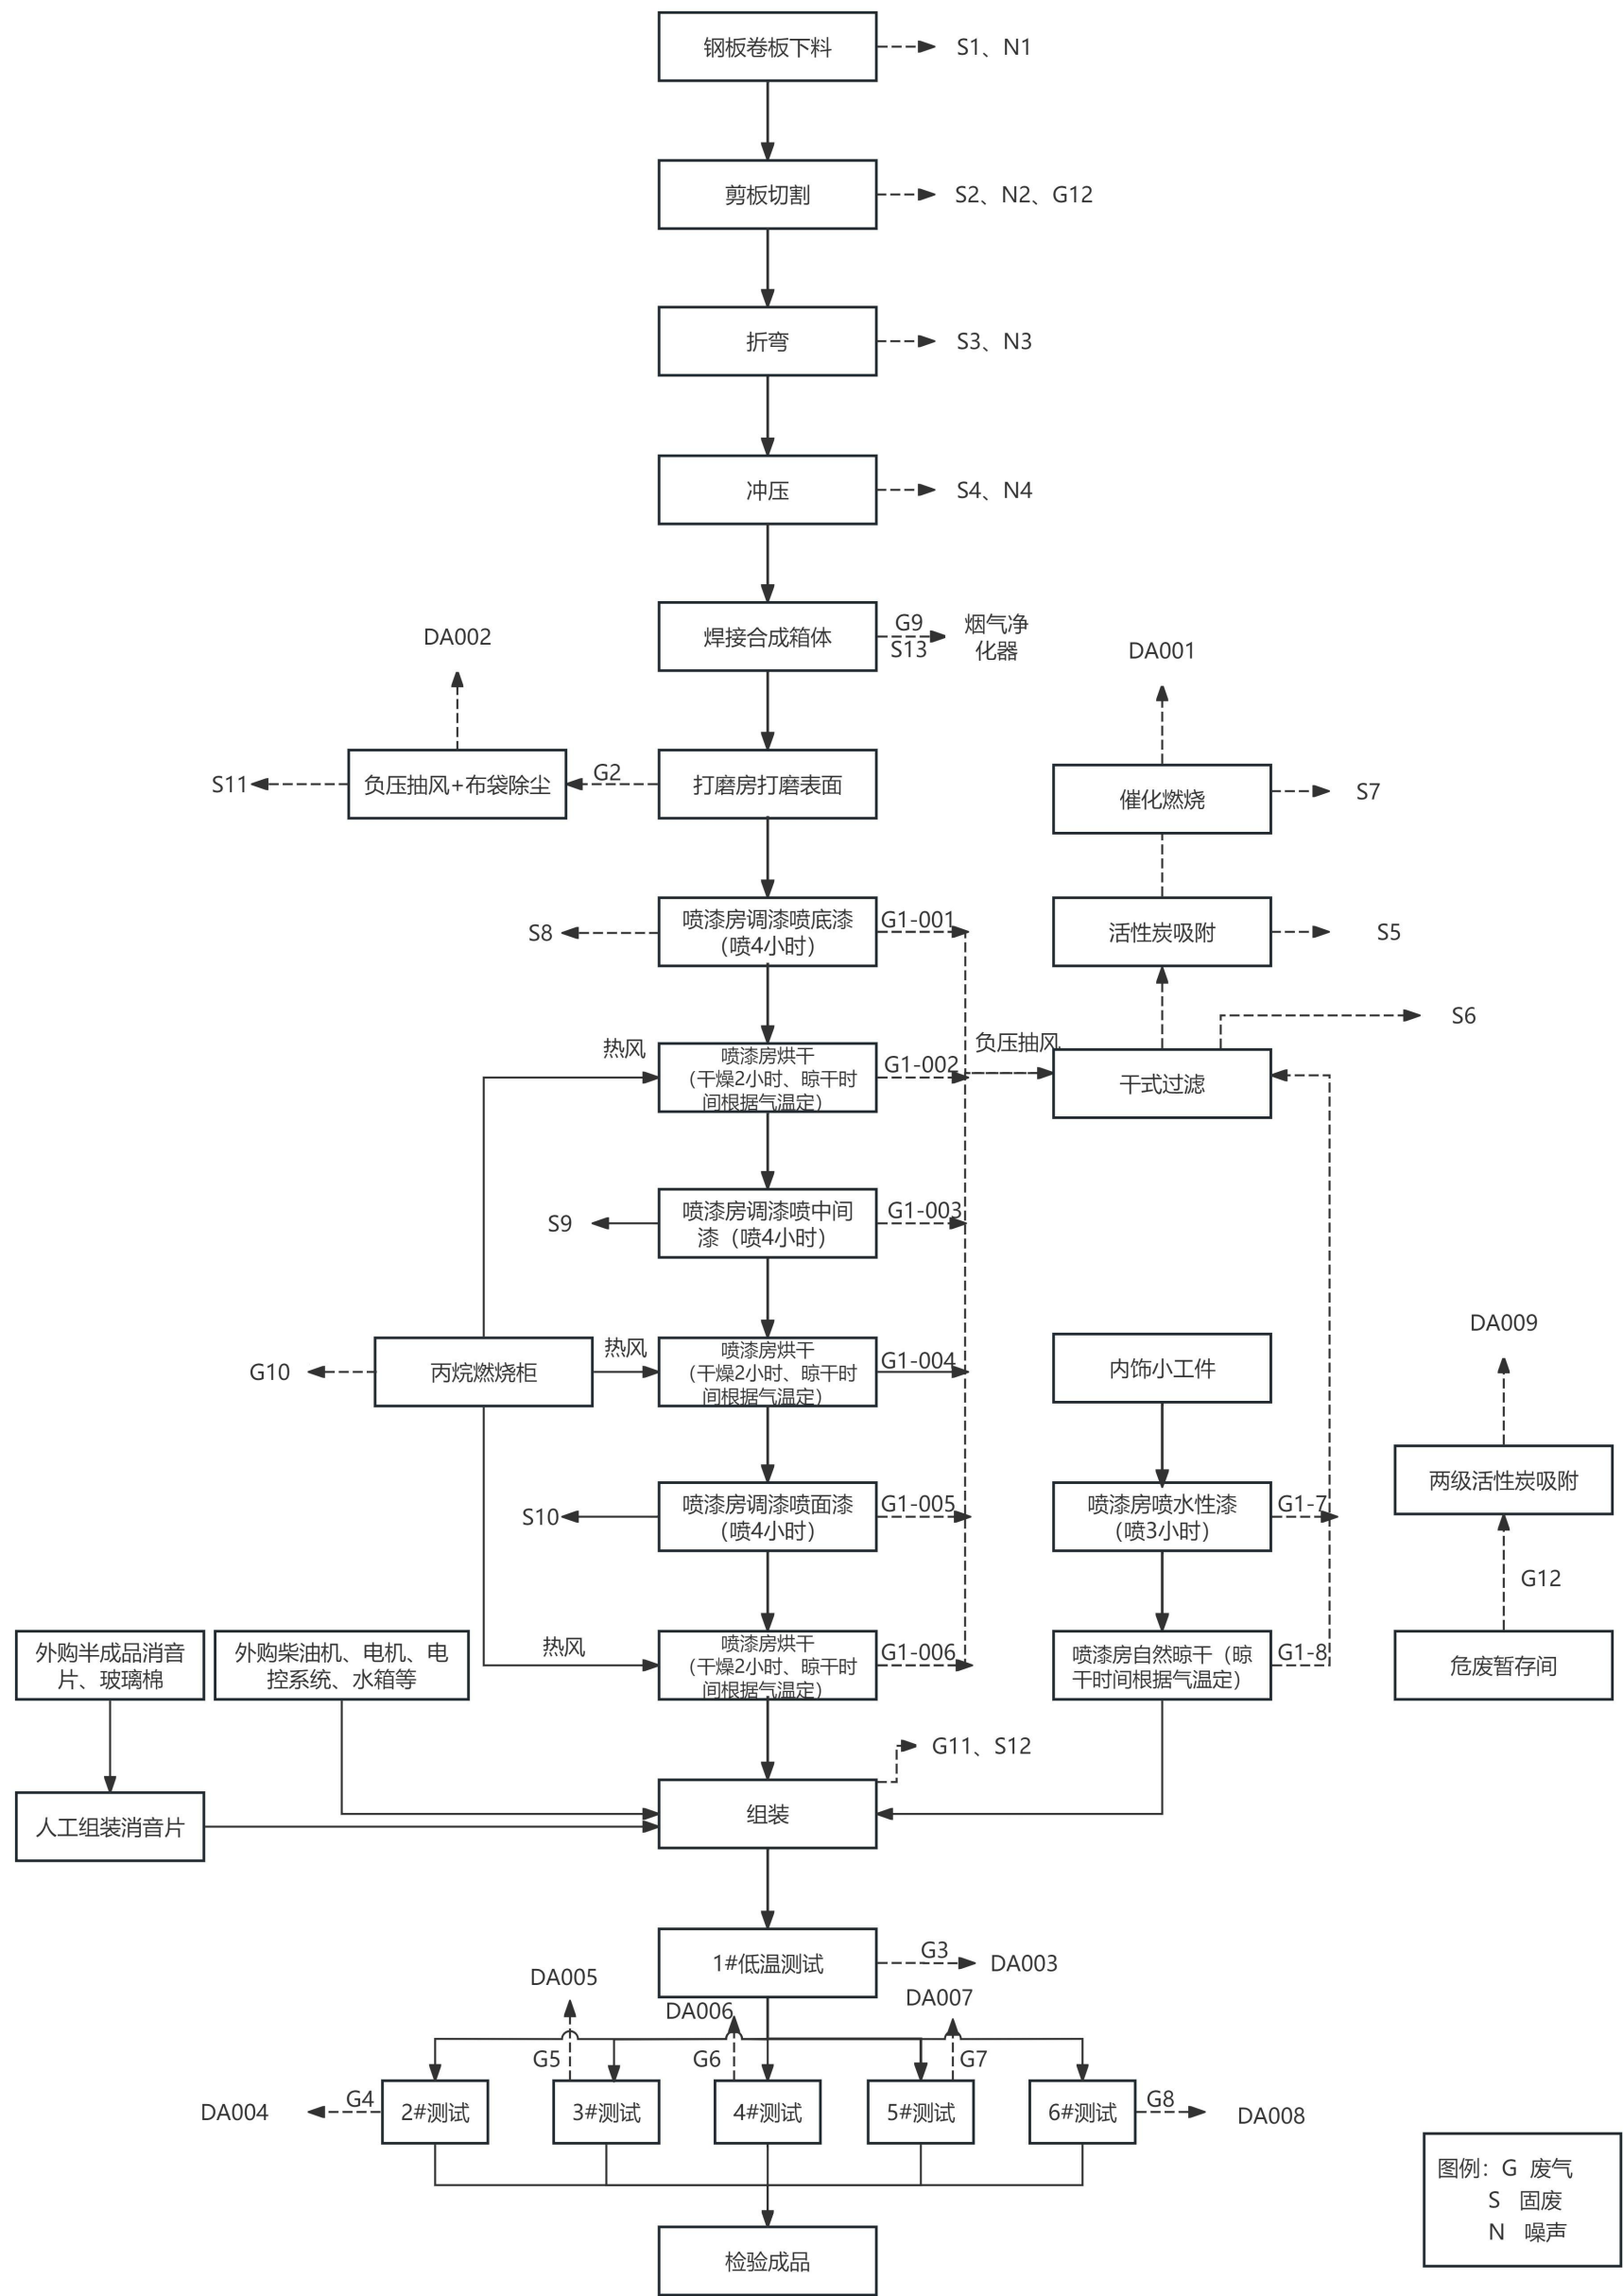 钢板卷板下料
S1、N1
剪板切割
S2、N2、G12
折弯
S3、N3
冲压
S4、N4
焊接合成箱体
G9
S13
烟气净
化器
DA002
DA001
S11
负压抽风+布袋除尘
G2
打磨房打磨表面
催化燃烧
S7
S8
喷漆房调漆喷底漆
（喷4小时）
G1-001
活性炭吸附
S5
S6
热风
喷漆房烘干
（干燥2小时、晾干时
间根据气温定）
G1-002
负压抽风
干式过滤
S9
喷漆房调漆喷中间
漆（喷4小时）
G1-003
DA009
G10
丙烷燃烧柜
热风
喷漆房烘干
（干燥2小时、晾干时
间根据气温定）
G1-004
内饰小工件
两级活性炭吸附
S10
喷漆房调漆喷面漆
（喷4小时）
G1-005
喷漆房喷水性漆
（喷3小时）
G1-7
G12
外购半成品消音
片、玻璃棉
外购柴油机、电机、电
控系统、水箱等
热风
喷漆房烘干
（干燥2小时、晾干时
间根据气温定）
G1-006
喷漆房自然晾干（晾
干时间根据气温定）
G1-8
危废暂存间
G11、S12
人工组装消音片
组装
1#低温测试
G3
DA003
DA005
DA006
DA007
G5
G6
G7
DA004
G4
2#测试
3#测试
4#测试
5#测试
6#测试
G8
DA008
图例：G 废气
S 固废
N 噪声
检验成品